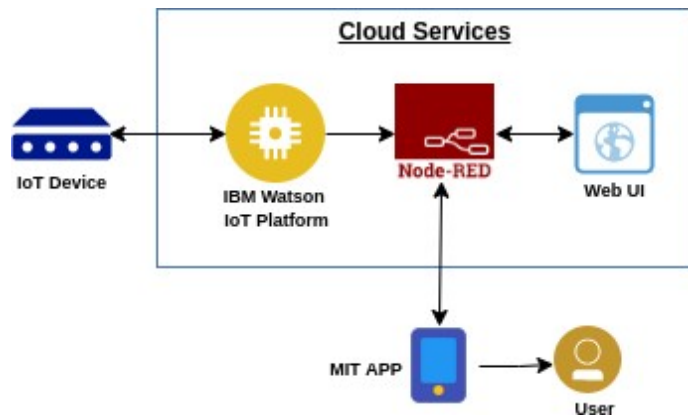 Cloud Services
IoT Device
IBM Watson
IoT Platform
Node-RED
Web UI
MIT APP
User